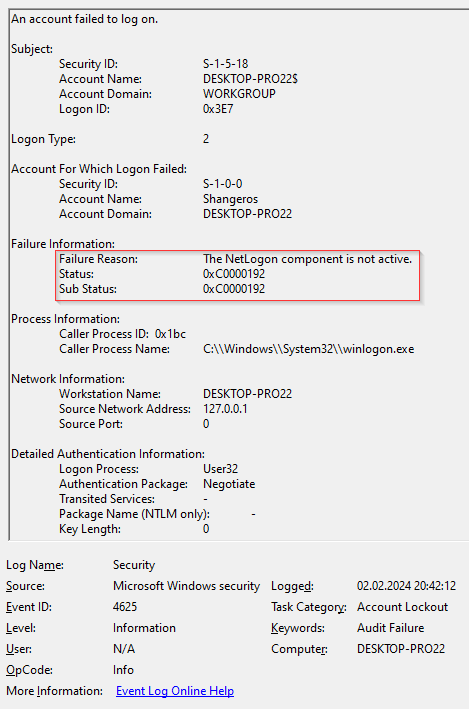 An account failed to log on.
Subject:
Security ID: S-1-5-18
Account Name: DESKTOP-PRO22$
Account Domain: WORKGROUP
Logon ID: 0x3E7
Logon Type: 2
Account For Which Logon Failed:
Security ID: S-1-0-0
Account Name: Shangeros
Account Domain: DESKTOP-PRO22
Failure Information:
Failure Reason: The NetLogon component is not active.
Status: 0xC0000192
Sub Status: 0xC0000192
Process Information:
Caller Process ID: 0x1bc
Caller Process Name: C:\\Windows\\System32\\winlogon.exe
Network Information:
Workstation Name: DESKTOP-PRO22
Source Network Address: 127.0.0.1
Source Port: 0
Detailed Authentication Information:
Logon Process: User32
Authentication Package: Negotiate
Transited Services: -
Package Name (NTLM only): -
Key Length: 0
Log Name: Security
Source: Microsoft Windows security Logged: 02.02.2024 20:42:12
Event ID: 4625 Task Category: Account Lockout
Level: Information Keywords: Audit Failure
User: N/A Computer: DESKTOP-PRO22
OpCode: Info
More Information: Event Log Online Help